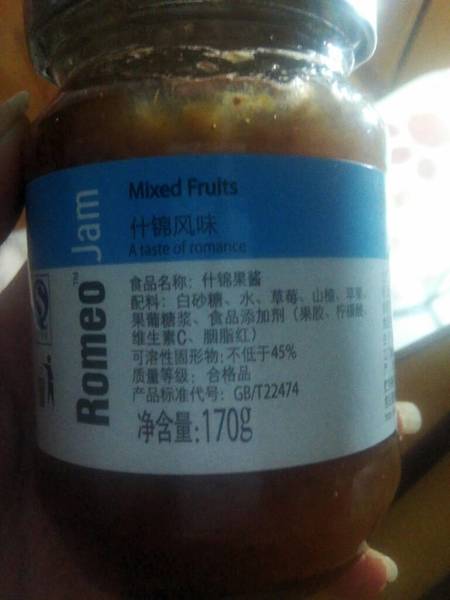 Romeo Jam
TM
Mixed Fruits
什锦风味
A taste of romance
食品名称：什锦果酱
配料：白砂糖、水、草莓、山楂、苹果、
果葡糖浆、食品添加剂（果胶、柠檬酸、
维生素C、胭脂红）
可溶性固形物：不低于45%
质量等级：合格品
产品标准代号：GB/T22474
净含量：170g